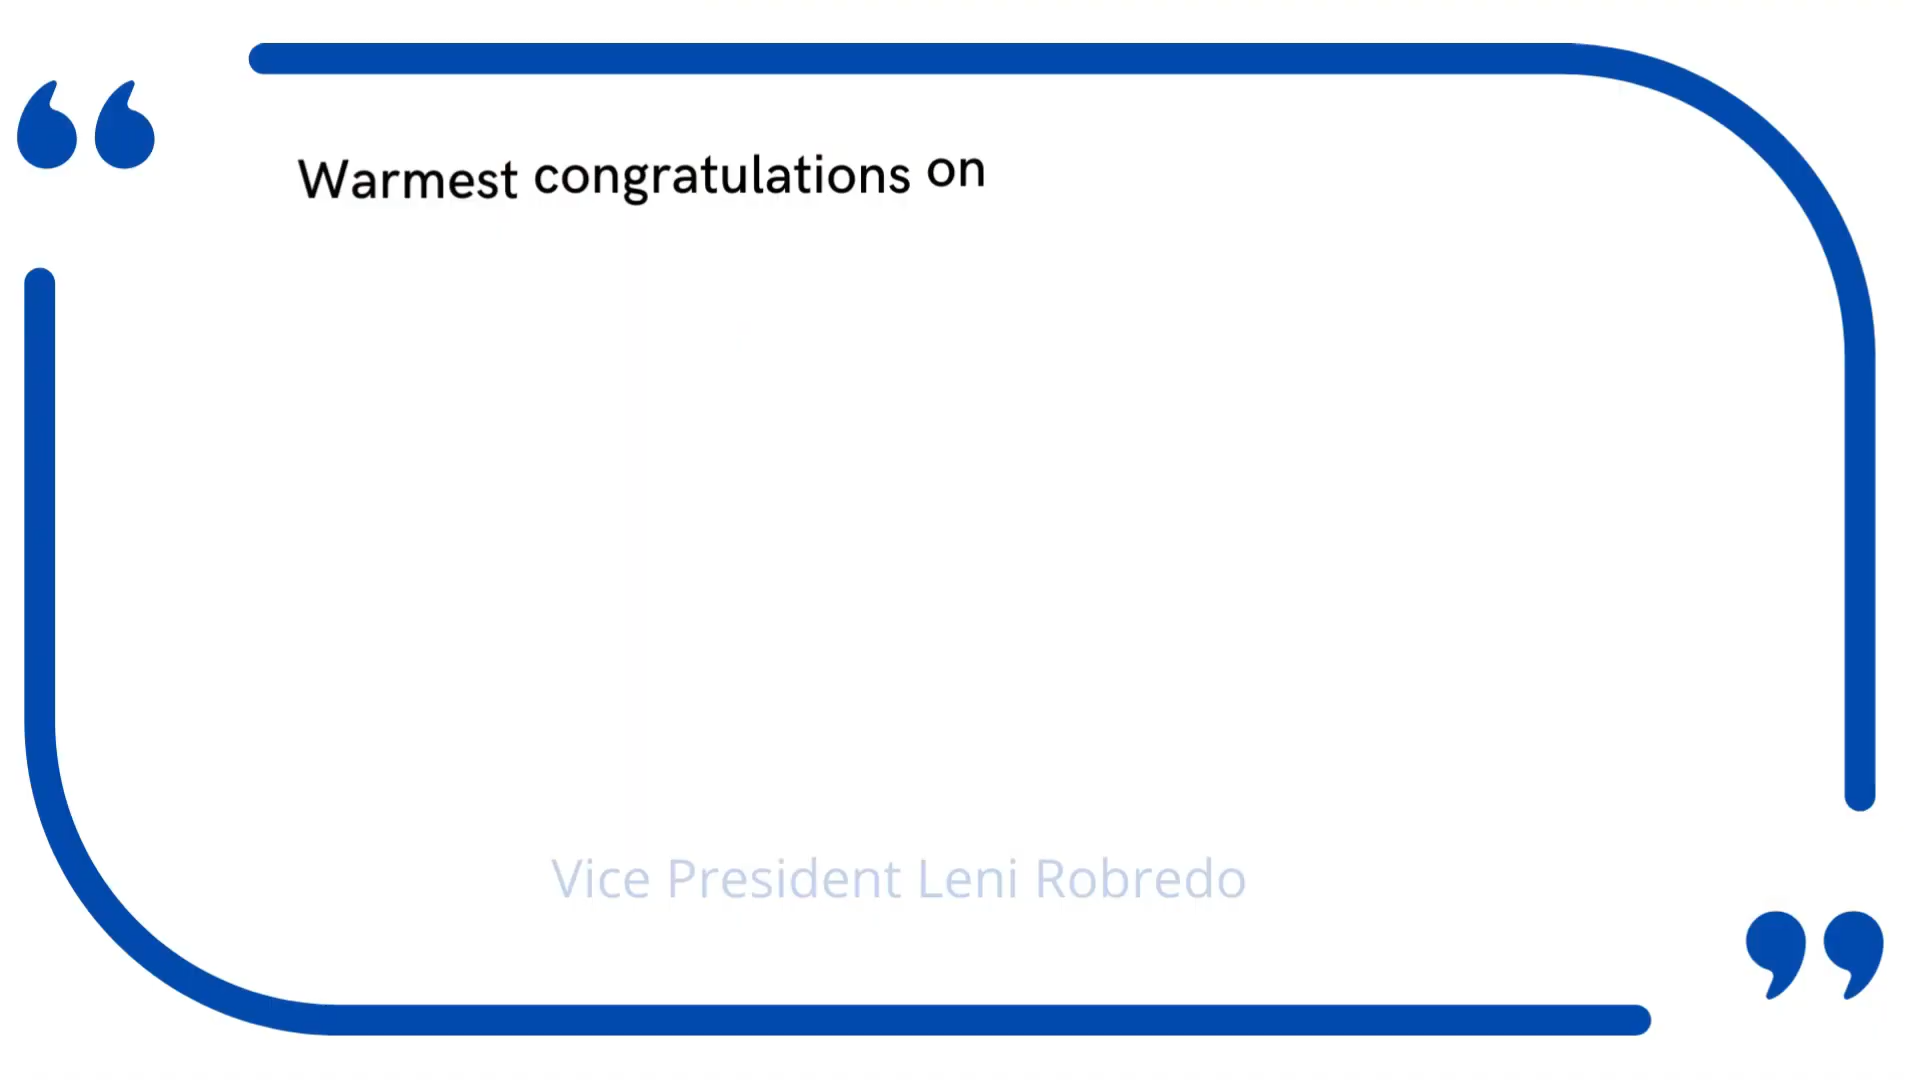 “
Warmest congratulations on
Vice President Leni Robredo
”